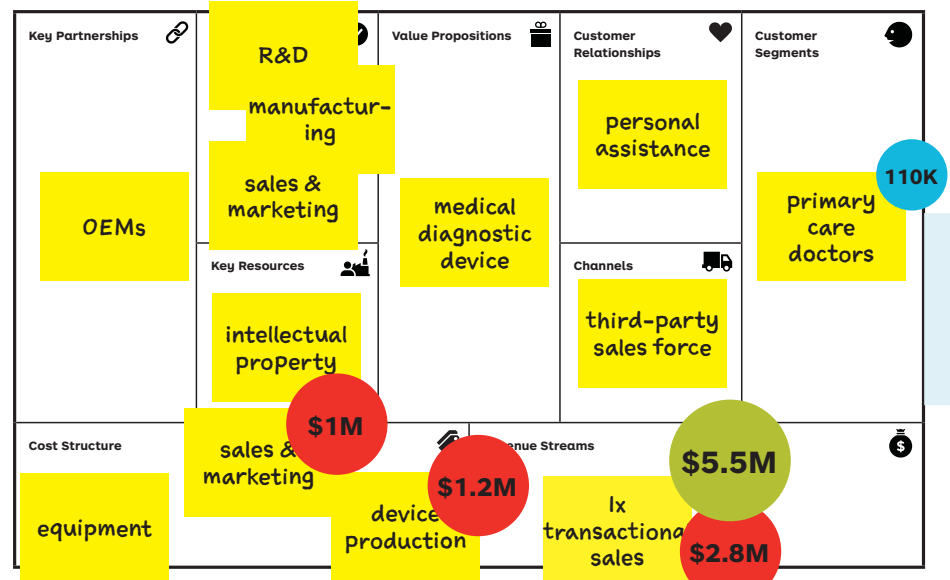 Key Partnerships
OEMs
R&D
manufactur-
ing
sales &
marketing
Key Resources
intellectual
property
Value Propositions
medical
diagnostic
device
Customer
Relationships
personal
assistance
Channels
third-party
sales force
Customer
Segments
110K
primary
care
doctors
Cost Structure
equipment
sales &
marketing
$1M
device
production
$1.2M
Streams
1x
transactiona
sales
$5.5M
$2.8M
$